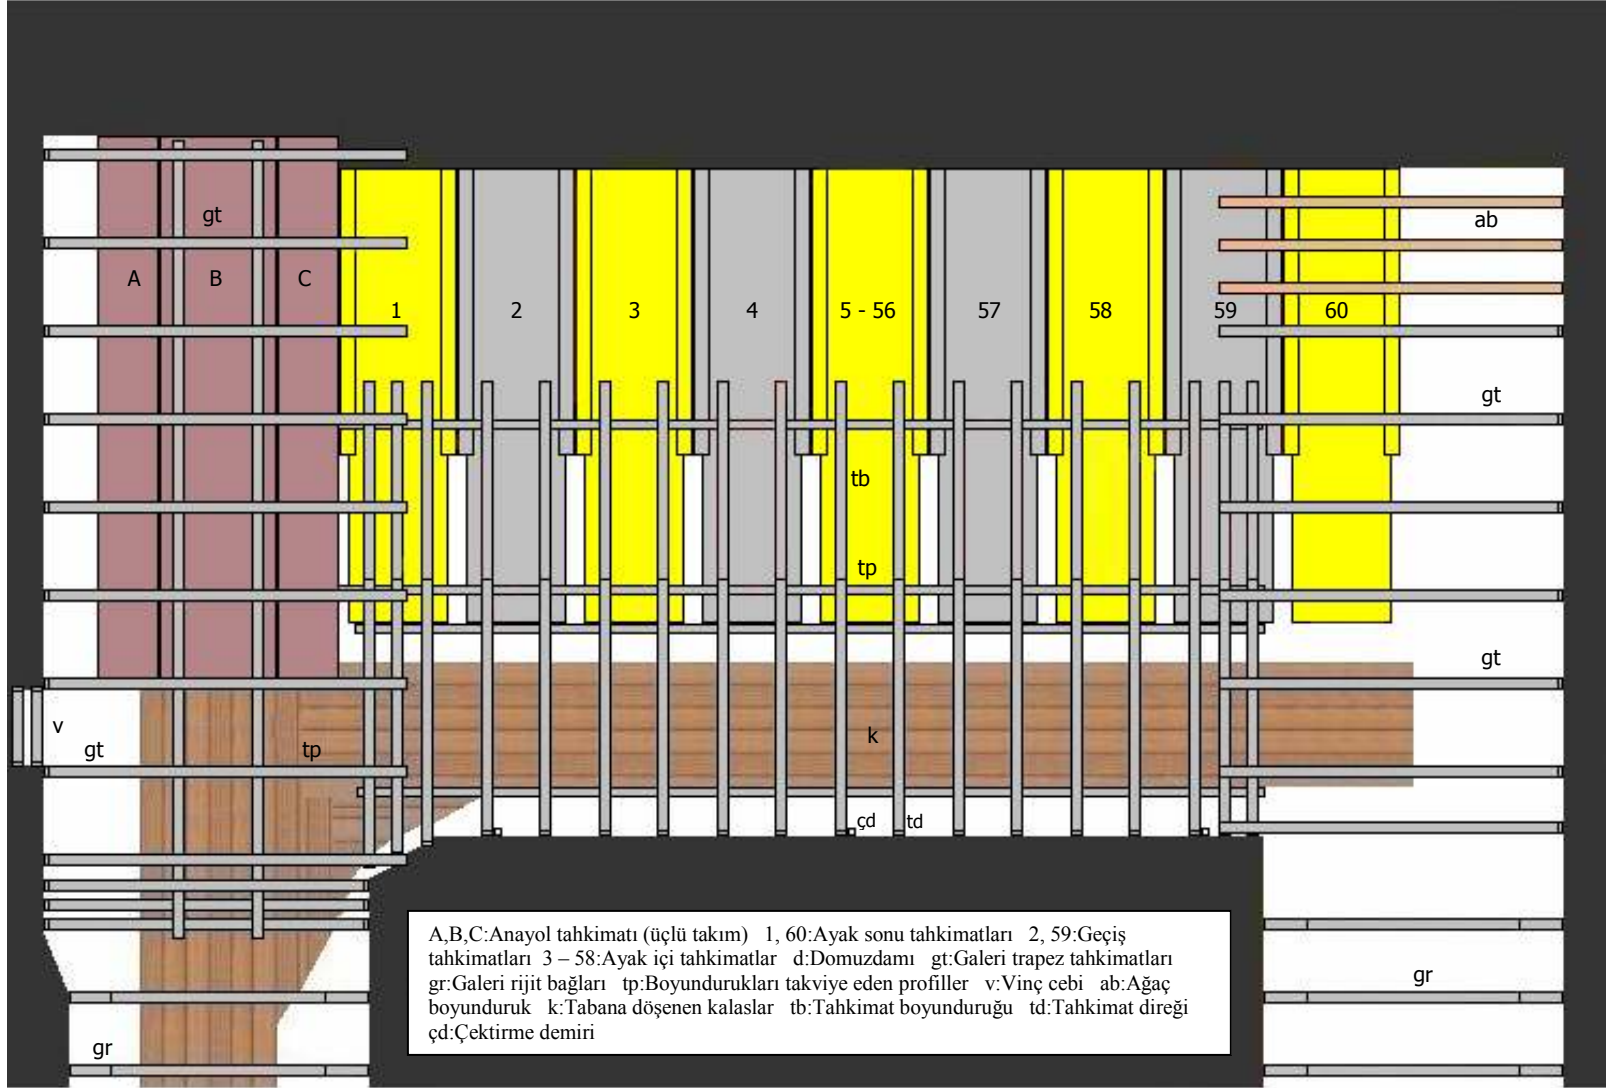 gt
ab
A
B
C
1
2
3
4
5 - 56
57
58
59
60
gt
tb
tp
gt
v
gt
tp
k
çd
td
A,B,C:Anayol tahkimatı (üçlü takım)   1, 60:Ayak sonu tahkimatları   2, 59:Geçiş
tahkimatları   3 – 58:Ayak içi tahkimatlar   d:Domuzdamı   gt:Galeri trapez tahkimatları
gr:Galeri rijit bağları   tp:Boyundurukları takviye eden profiller   v:Vinç cebi   ab:Ağaç
boyunduruk   k:Tabana döşenen kalaslar   tb:Tahkimat boyunduruğu   td:Tahkimat direği
çd:Çektirme demiri
gr
gr